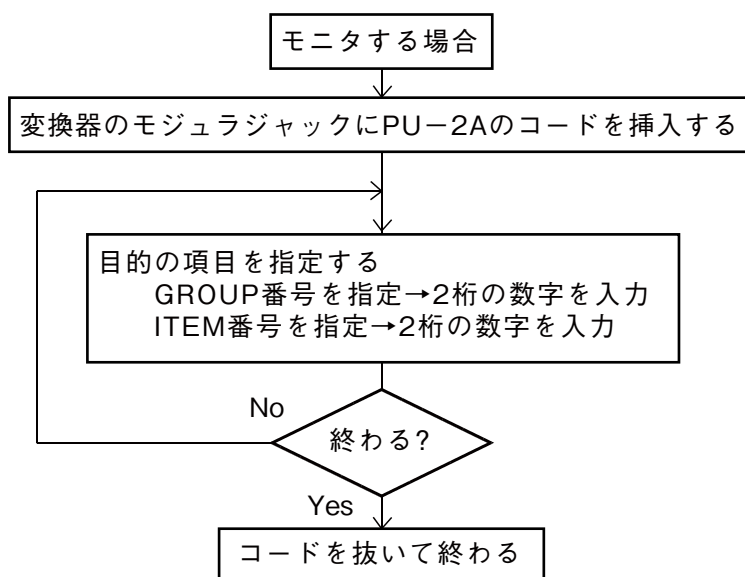 モニタする場合
変換器のモジュラジャックにPU－2Aのコードを挿入する
目的の項目を指定する
GROUP番号を指定→2桁の数字を入力
ITEM番号を指定→2桁の数字を入力
No
終わる?
Yes
コードを抜いて終わる